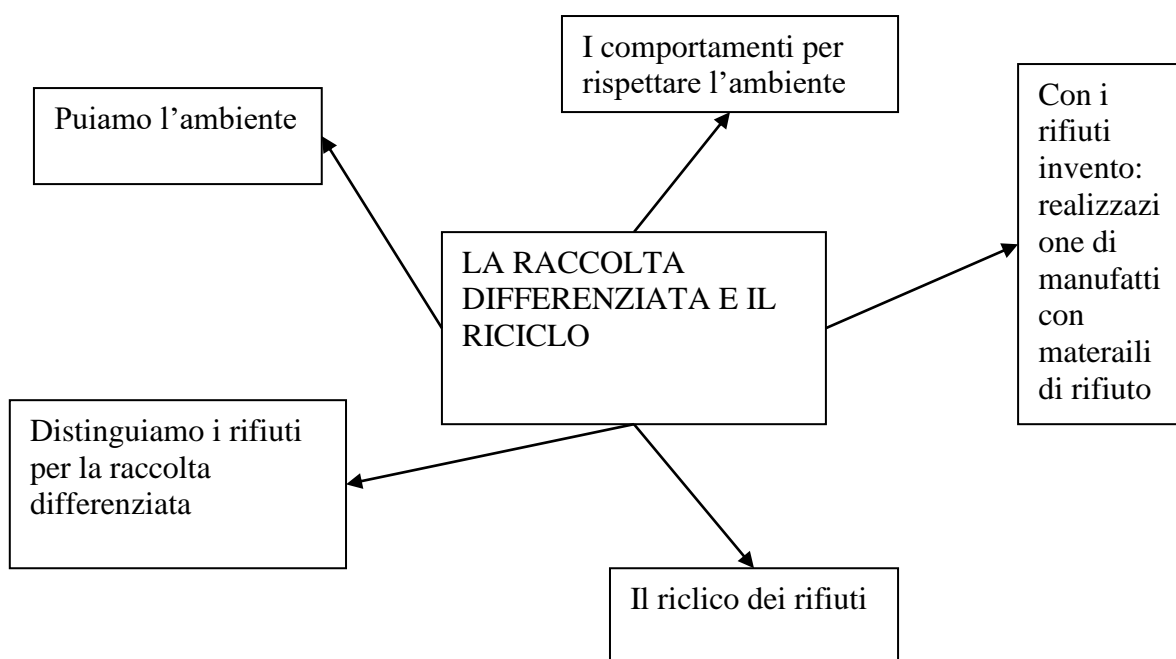 I comportamenti per
rispettare l’ambiente
Puiamo l’ambiente
Con i
rifiuti
invento:
realizzazi
one di
manufatti
con
materaili
di rifiuto
LA RACCOLTA
DIFFERENZIATA E IL
RICICLO
Distinguiamo i rifiuti
per la raccolta
differenziata
Il riclico dei rifiuti